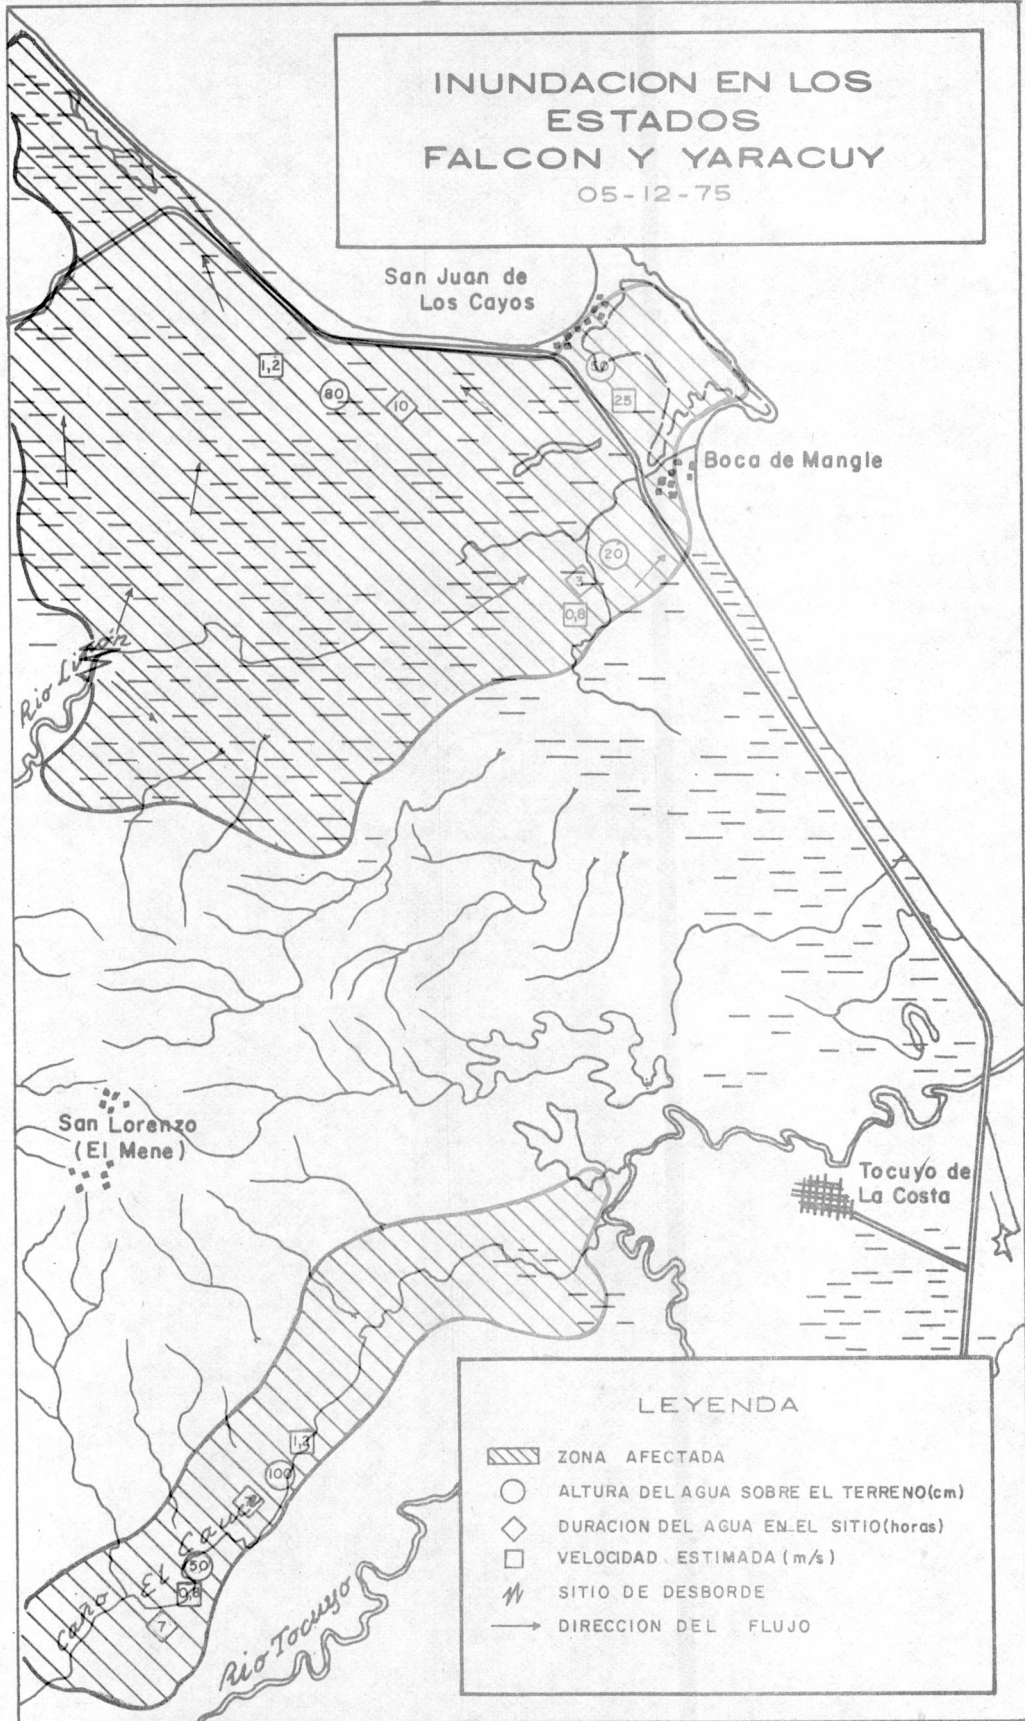 INUNDACION EN LOS
ESTADOS
FALCON Y YARACUY
05-12-75
San Juan de
Los Cayos
1,2
80
10
50
25
Boca de Mangle
20
3
0,8
Rio Limón
San Lorenzo
(El Mene)
Tocuyo de
La Costa
1,3
100
50
0,8
7
Caño El
Rio Tocuyo
LEYENDA
ZONA AFECTADA
ALTURA DEL AGUA SOBRE EL TERRENO(cm)
DURACION DEL AGUA EN EL SITIO(horas)
VELOCIDAD ESTIMADA (m/s)
SITIO DE DESBORDE
DIRECCION DEL FLUJO